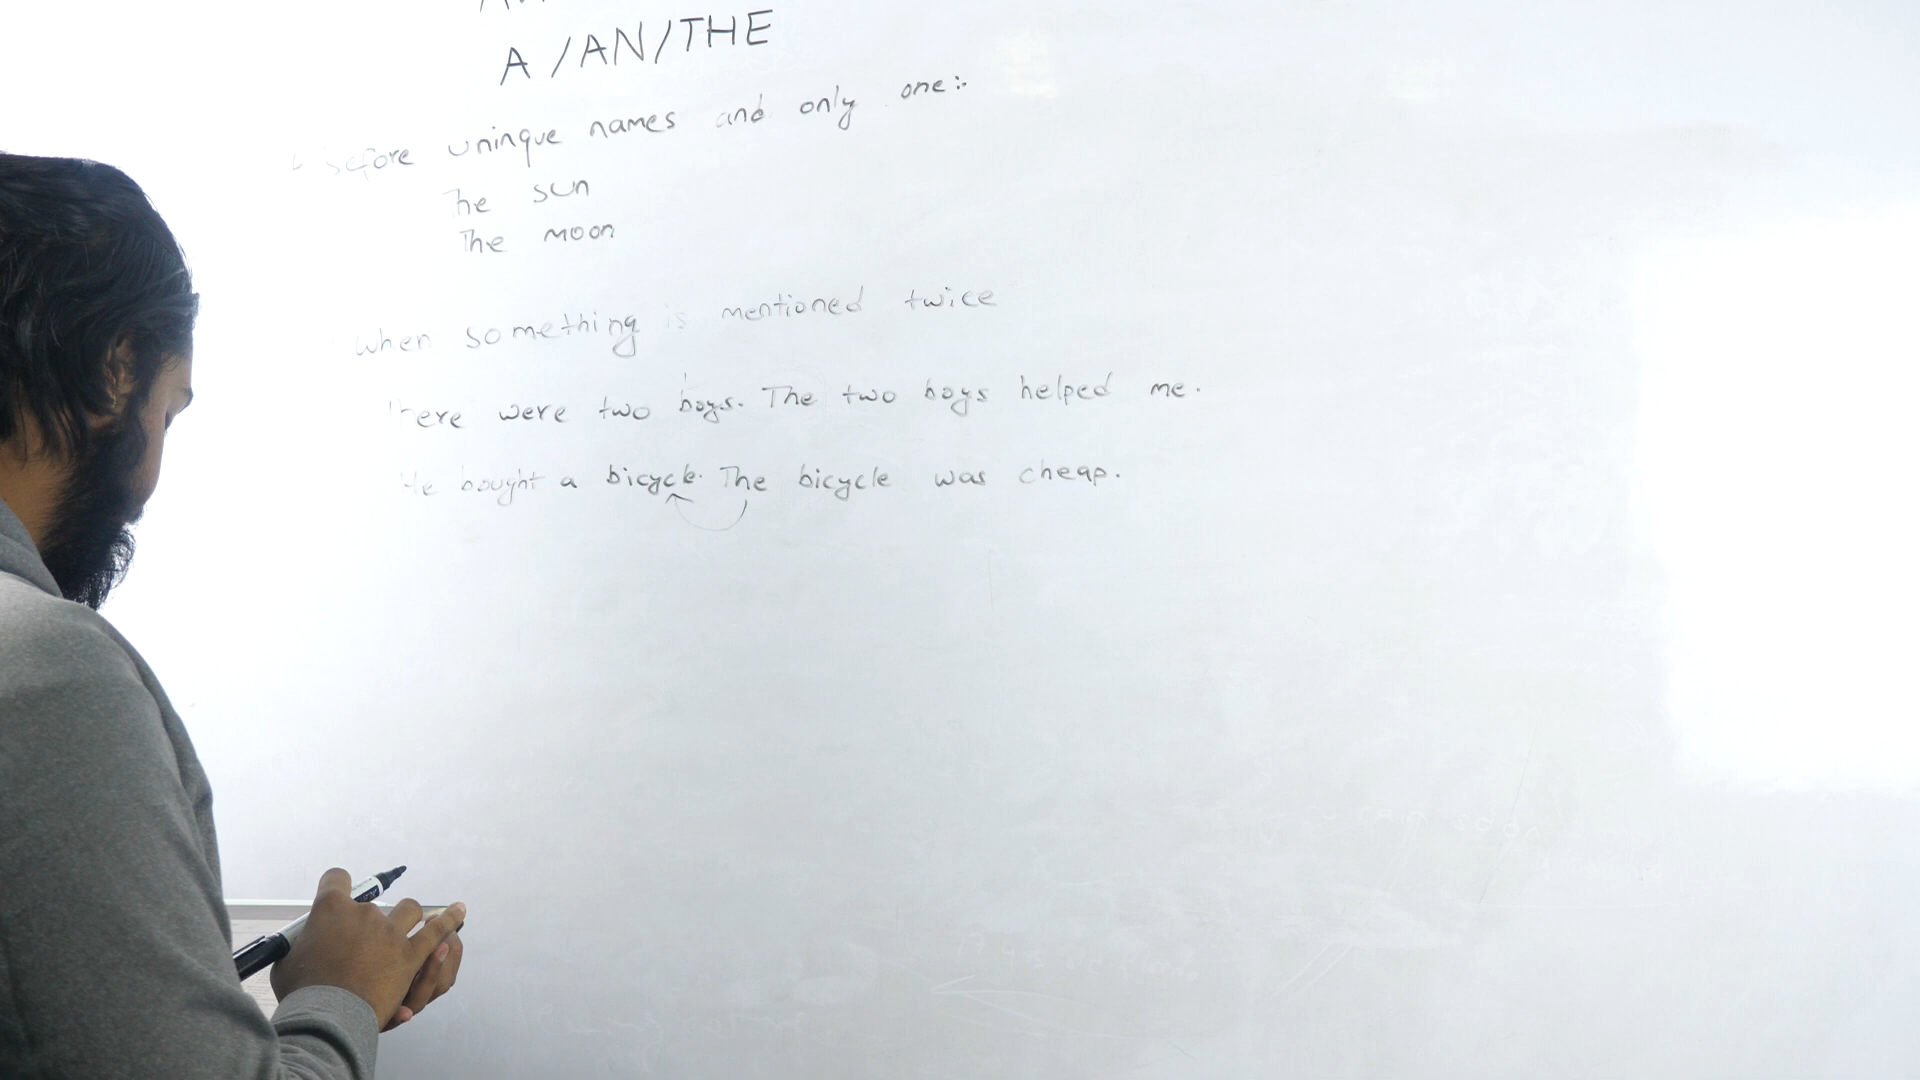 A/AN/THE
before uninque names and only one:-
The sun
The moon
when something is mentioned twice
There were two boys. The two boys helped me.
He bought a bicycle. The bicycle was cheap.